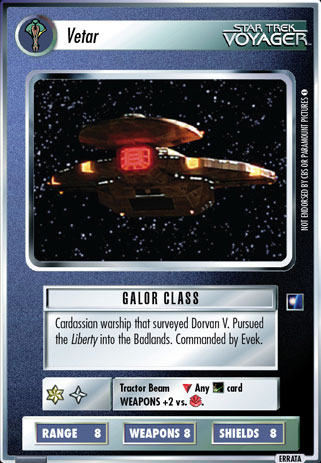 Vetar
STAR TREK
VOYAGER
NOT ENDORSED BY CBS OR PARAMOUNT PICTURES
GALOR CLASS
Cardassian warship that surveyed Dorvan V. Pursued
the Liberty into the Badlands. Commanded by Evek.
Tractor Beam Any card
WEAPONS +2 vs. .
RANGE 8 WEAPONS 8 SHIELDS 8
ERRATA